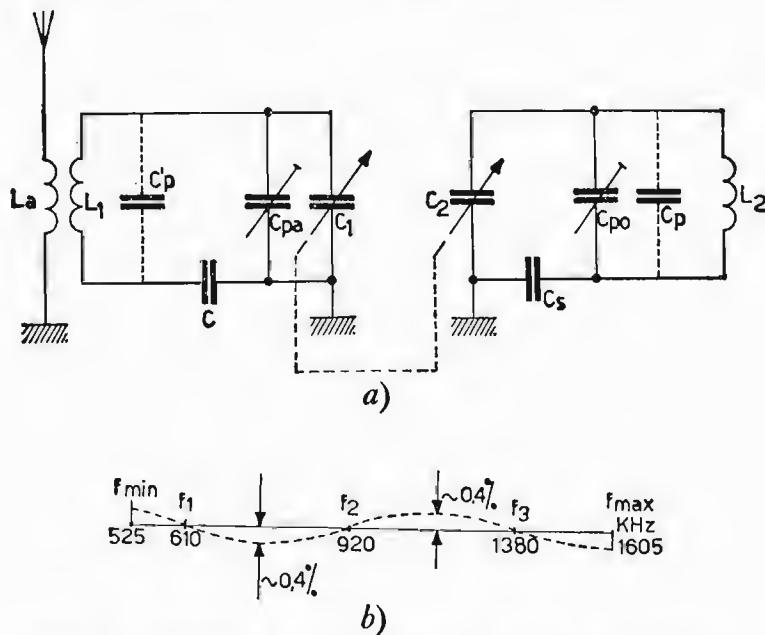 La L1 C'p Cpa C1 C2 Cpo Cp L2
C Cs
a)
fmin f1 f2 ~0.4% f3 fmax
KHz
525 610 920 1380 1605
~0.4%
b)